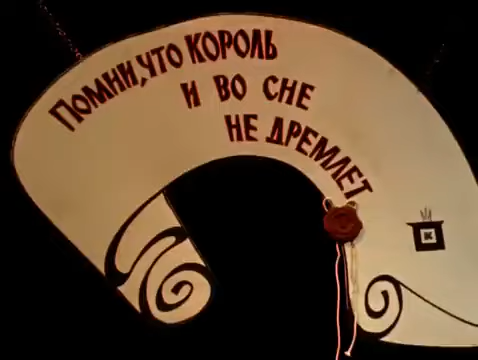 Помни, что король
и во сне
не дремлет
К